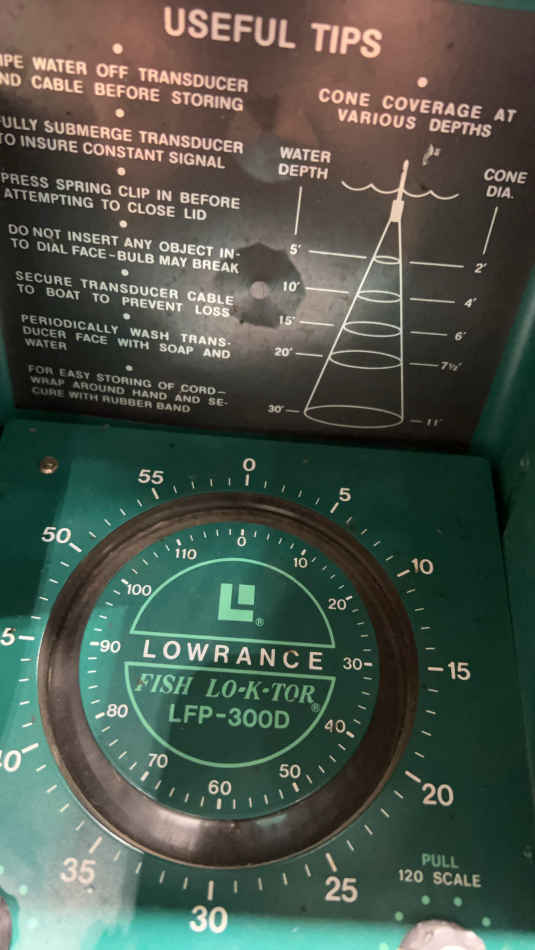 USEFUL TIPS
IPE WATER OFF TRANSDUCER
ND CABLE BEFORE STORING
FULLY SUBMERGE TRANSDUCER
TO INSURE CONSTANT SIGNAL
PRESS SPRING CLIP IN BEFORE
ATTEMPTING TO CLOSE LID
DO NOT INSERT ANY OBJECT IN-
TO DIAL FACE-BULB MAY BREAK
SECURE TRANSDUCER CABLE
TO BOAT TO PREVENT LOSS
PERIODICALLY WASH TRANS-
DUCER FACE WITH SOAP AND
WATER
FOR EASY STORING OF CORD-
WRAP AROUND HAND AND SE-
CURE WITH RUBBER BAND
CONE COVERAGE AT
VARIOUS DEPTHS
WATER
DEPTH
CONE
DIA.
5' 2'
10' 4'
15' 6'
20' 7½'
30' 11'
0
5
10
15
20
25
30
35
40
5
50
55
0
10
20
30
40
50
60
70
80
90
100
110
L ®
LOWRANCE
FISH LO-K-TOR®
LFP-300D
PULL
120 SCALE